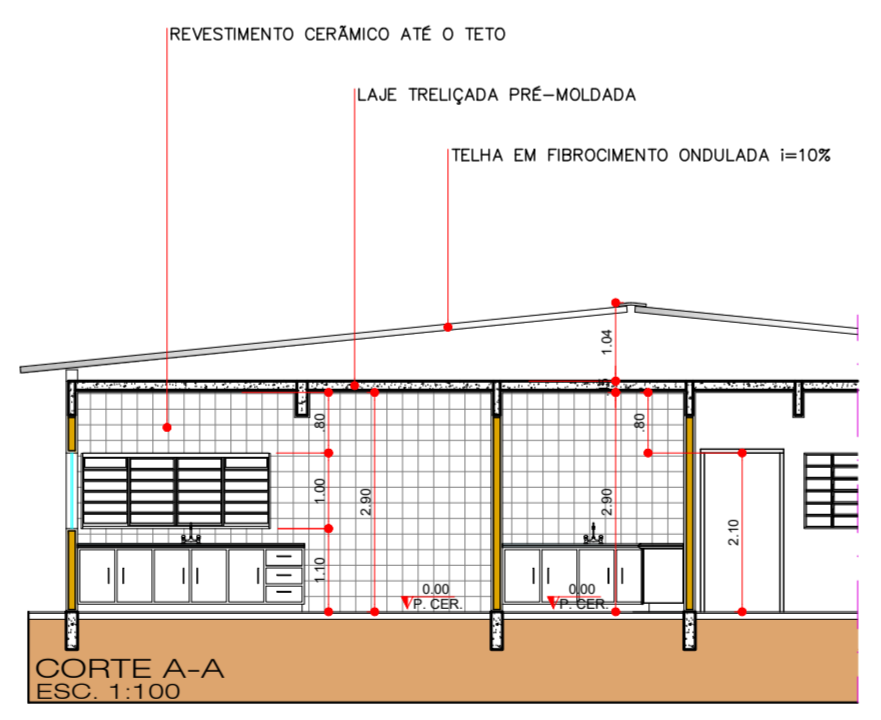 REVESTIMENTO CERÃMICO ATÉ O TETO
LAJE TRELIÇADA PRÉ-MOLDADA
TELHA EM FIBROCIMENTO ONDULADA i=10%
1.04
.80
.80
1.00
2.90
2.90
2.10
1.10
0.00
P. CER.
0.00
P. CER.
CORTE A-A
ESC. 1:100